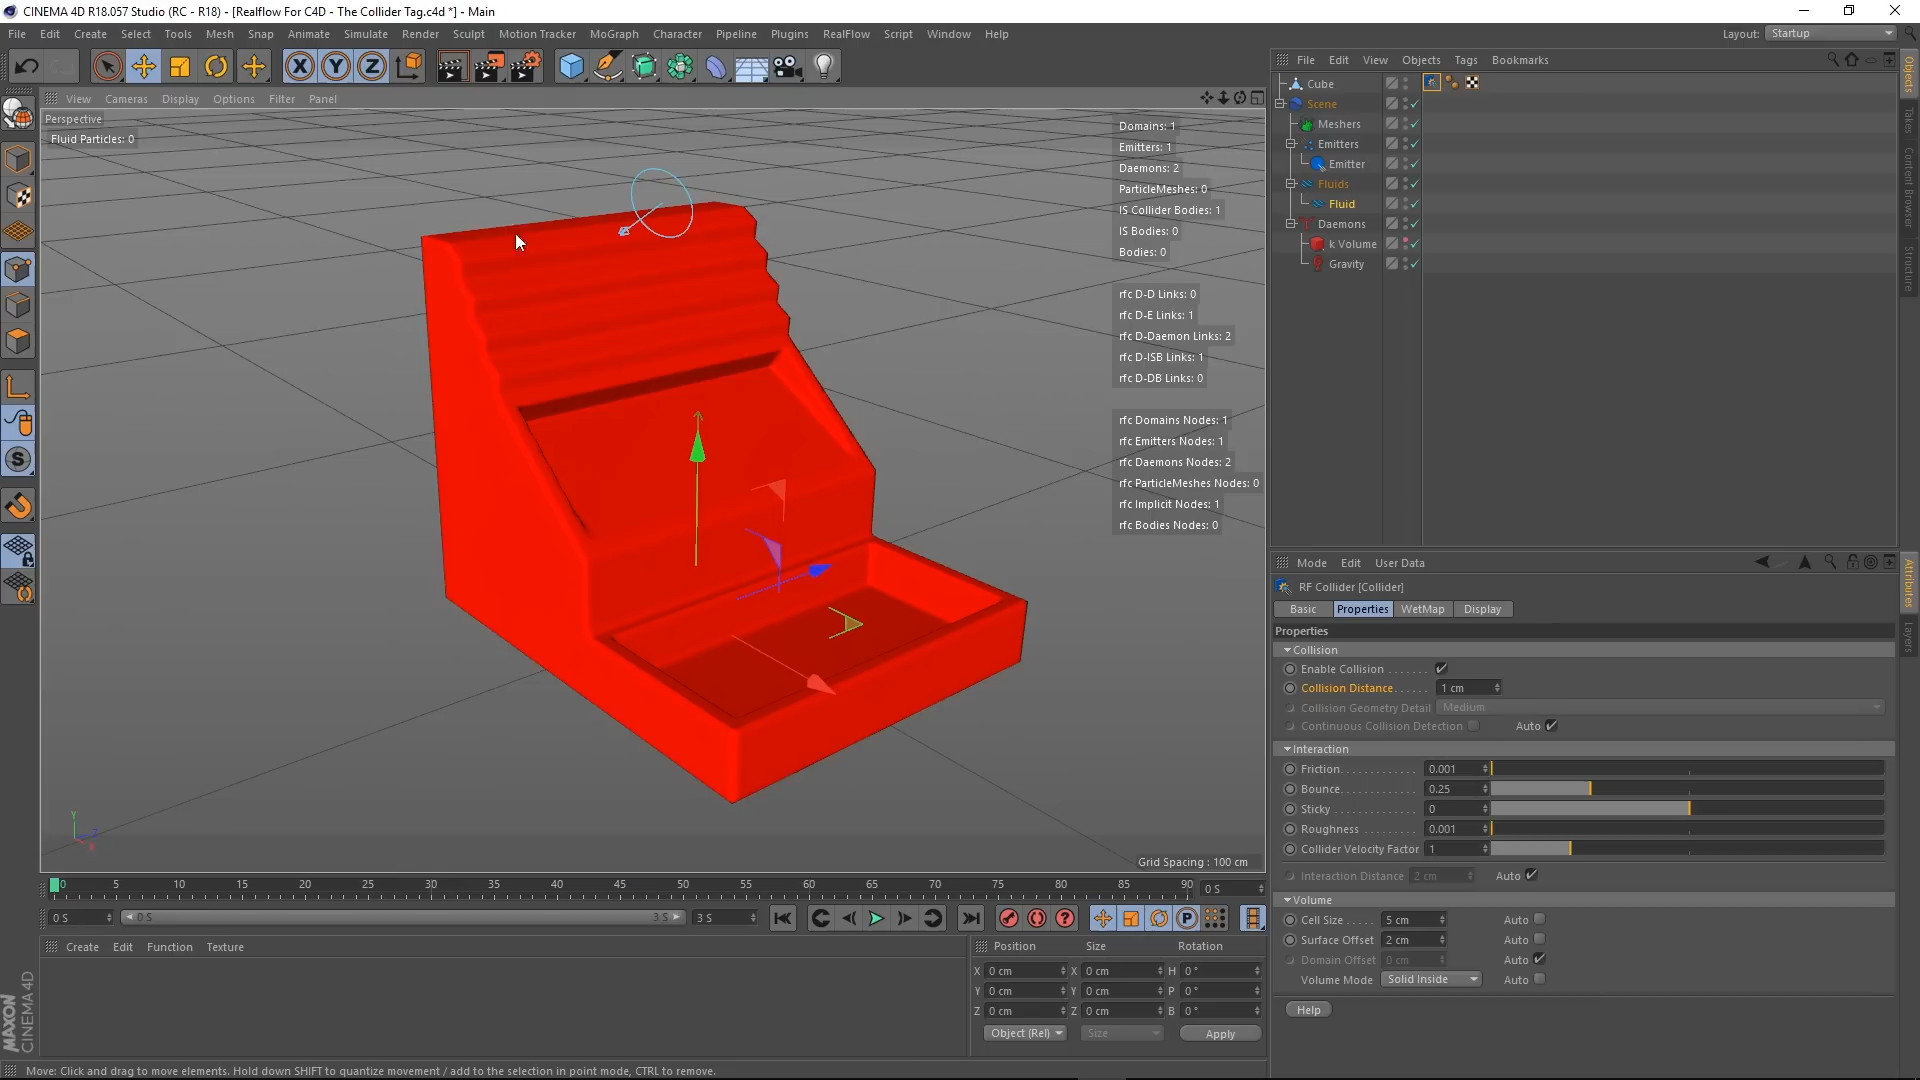 CINEMA 4D R18.057 Studio (RC - R18) - [Realflow For C4D - The Collider Tag.c4d *] - Main
File Edit Create Select Tools Mesh Snap Animate Simulate Render Sculpt Motion Tracker MoGraph Character Pipeline Plugins RealFlow Script Window Help
Layout: Startup
X Y Z
View Cameras Display Options Filter Panel
Perspective
Fluid Particles: 0
Domains: 1
Emitters: 1
Daemons: 2
ParticleMeshes: 0
IS Collider Bodies: 1
IS Bodies: 0
Bodies: 0
rfc D-D Links: 0
rfc D-E Links: 1
rfc D-Daemon Links: 2
rfc D-ISB Links: 1
rfc D-DB Links: 0
rfc Domains Nodes: 1
rfc Emitters Nodes: 1
rfc Daemons Nodes: 2
rfc ParticleMeshes Nodes: 0
rfc Implicit Nodes: 1
rfc Bodies Nodes: 0
Grid Spacing : 100 cm
0 5 10 15 20 25 30 35 40 45 50 55 60 65 70 75 80 85 90
0 S
0 S 0 S 3 S 3 S
Create Edit Function Texture
Position Size Rotation
X 0 cm X 0 cm H 0 °
Y 0 cm Y 0 cm P 0 °
Z 0 cm Z 0 cm B 0 °
Object (Rel) Size Apply
MAXON CINEMA 4D
Move: Click and drag to move elements. Hold down SHIFT to quantize movement / add to the selection in point mode, CTRL to remove.
File Edit View Objects Tags Bookmarks
Cube
Scene
Meshers
Emitters
Emitter
Fluids
Fluid
Daemons
k Volume
Gravity
Objects
Takes
Content Browser
Structure
Mode Edit User Data
RF Collider [Collider]
Basic Properties WetMap Display
Properties
Collision
Enable Collision
Collision Distance 1 cm
Collision Geometry Detail Medium
Continuous Collision Detection Auto
Interaction
Friction 0.001
Bounce 0.25
Sticky 0
Roughness 0.001
Collider Velocity Factor 1
Interaction Distance 2 cm Auto
Volume
Cell Size 5 cm Auto
Surface Offset 2 cm Auto
Domain Offset 0 cm Auto
Volume Mode Solid Inside Auto
Help
Attributes
Layers